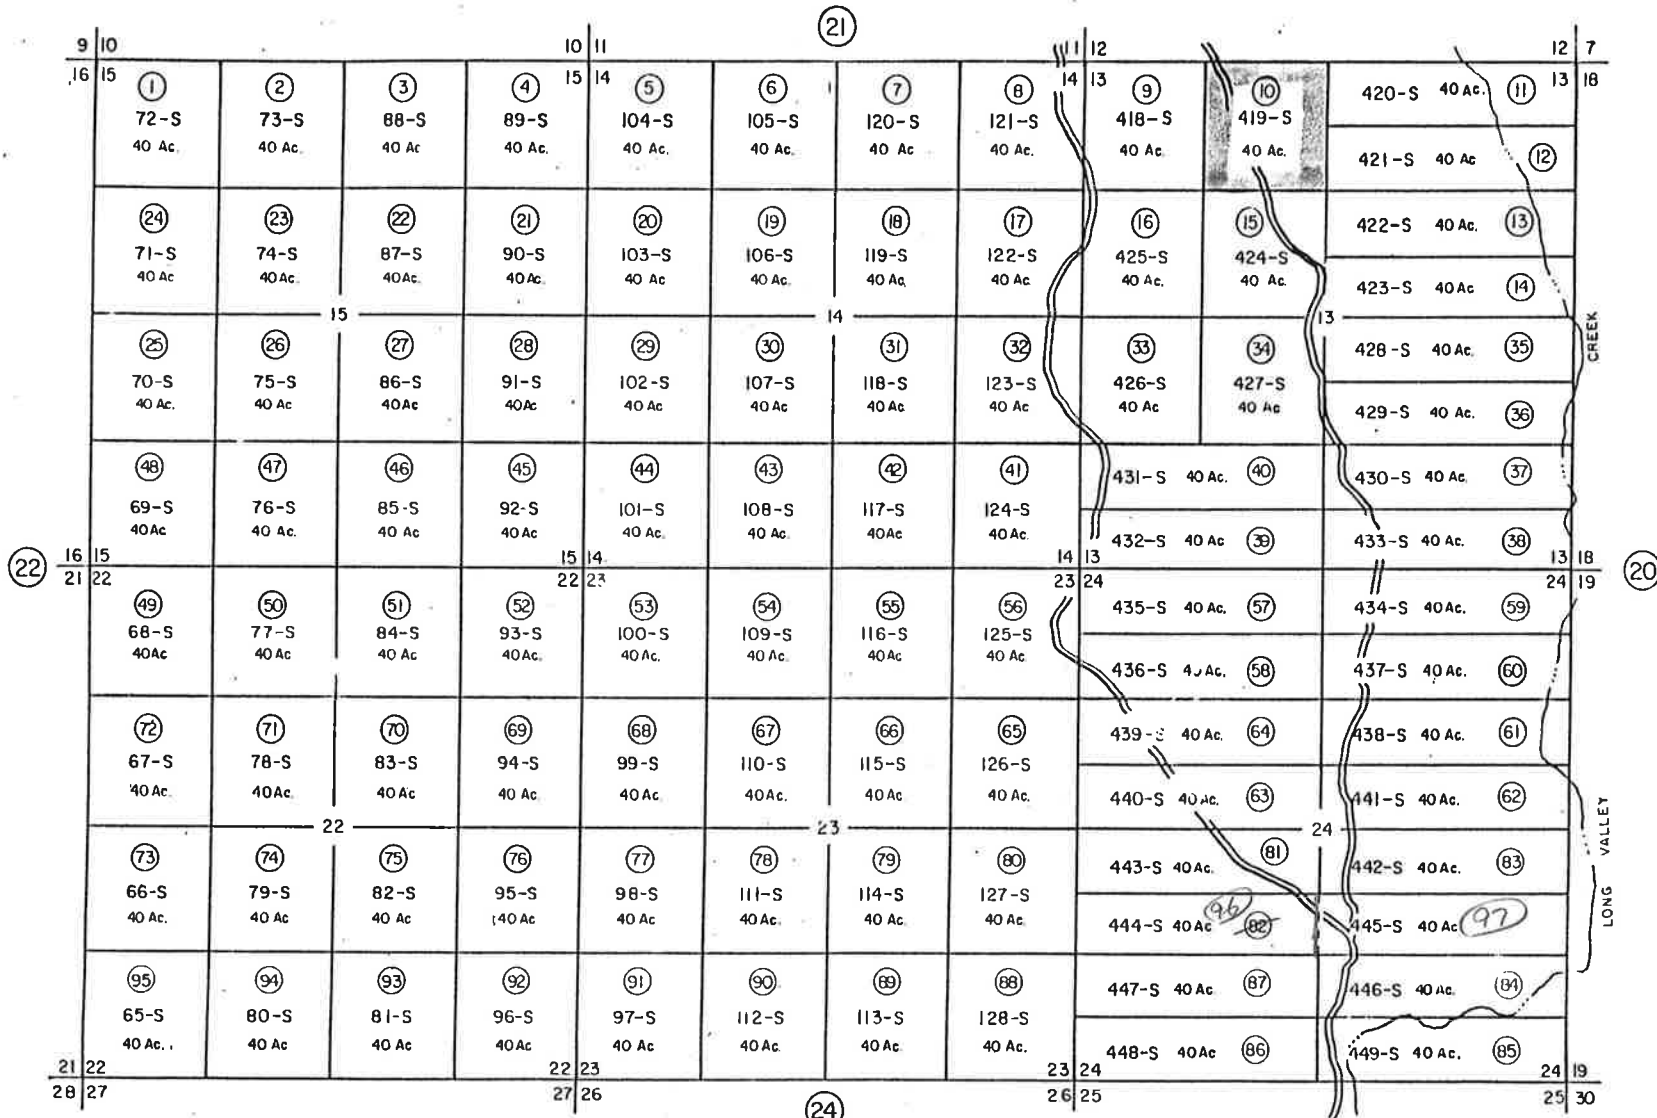 (21)
9 10 10 11 11 12 12 7
16 15 15 14 14 13 13 18
(1) (2) (3) (4) (5) (6) (7) (8) (9) (10) 420-S 40 Ac. (11)
72-S 73-S 88-S 89-S 104-S 105-S 120-S 121-S 418-S 419-S
40 Ac. 40 Ac. 40 Ac 40 Ac. 40 Ac. 40 Ac. 40 Ac 40 Ac. 40 Ac. 40 Ac. 421-S 40 Ac (12)
(24) (23) (22) (21) (20) (19) (18) (17) (16) (15) 422-S 40 Ac. (13)
71-S 74-S 87-S 90-S 103-S 106-S 119-S 122-S 425-S 424-S
40 Ac 40 Ac. 40 Ac. 40 Ac. 40 Ac 40 Ac. 40 Ac. 40 Ac. 40 Ac. 40 Ac. 423-S 40 Ac (14)
15 14 13
(25) (26) (27) (28) (29) (30) (31) (32) (33) (34) 428-S 40 Ac. (35)
70-S 75-S 86-S 91-S 102-S 107-S 118-S 123-S 426-S 427-S
40 Ac. 40 Ac 40 Ac 40 Ac 40 Ac 40 Ac 40 Ac 40 Ac 40 Ac 40 Ac 429-S 40 Ac. (36)
CREEK
(48) (47) (46) (45) (44) (43) (42) (41) 431-S 40 Ac. (40) 430-S 40 Ac. (37)
69-S 76-S 85-S 92-S 101-S 108-S 117-S 124-S
40 Ac 40 Ac. 40 Ac. 40 Ac 40 Ac. 40 Ac. 40 Ac 40 Ac. 432-S 40 Ac (39) 433-S 40 Ac. (38)
(22) 16 15 15 14 14 13 13 18 (20)
21 22 22 23 23 24 24 19
(49) (50) (51) (52) (53) (54) (55) (56) 435-S 40 Ac. (57) 434-S 40 Ac. (59)
68-S 77-S 84-S 93-S 100-S 109-S 116-S 125-S
40 Ac 40 Ac 40 Ac 40 Ac. 40 Ac. 40 Ac. 40 Ac 40 Ac 436-S 40 Ac. (58) 437-S 40 Ac. (60)
(72) (71) (70) (69) (68) (67) (66) (65) 439-S 40 Ac. (64) 438-S 40 Ac. (61)
67-S 78-S 83-S 94-S 99-S 110-S 115-S 126-S
40 Ac. 40 Ac. 40 Ac 40 Ac 40 Ac 40 Ac. 40 Ac 40 Ac. 440-S 40 Ac. (63) 441-S 40 Ac. (62)
22 23 24
(73) (74) (75) (76) (77) (78) (79) (80) 443-S 40 Ac. (81) 442-S 40 Ac. (83)
66-S 79-S 82-S 95-S 98-S 111-S 114-S 127-S
40 Ac. 40 Ac 40 Ac 40 Ac 40 Ac 40 Ac. 40 Ac 40 Ac. 444-S 40 Ac (96) (82) 445-S 40 Ac (97)
LONG VALLEY
(95) (94) (93) (92) (91) (90) (89) (88) 447-S 40 Ac (87) 446-S 40 Ac. (84)
65-S 80-S 81-S 96-S 97-S 112-S 113-S 128-S
40 Ac. 40 Ac 40 Ac 40 Ac 40 Ac 40 Ac. 40 Ac 40 Ac. 448-S 40 Ac (86) 449-S 40 Ac. (85)
21 22 22 23 23 24 24 19
28 27 27 26 26 25 25 30
(24)